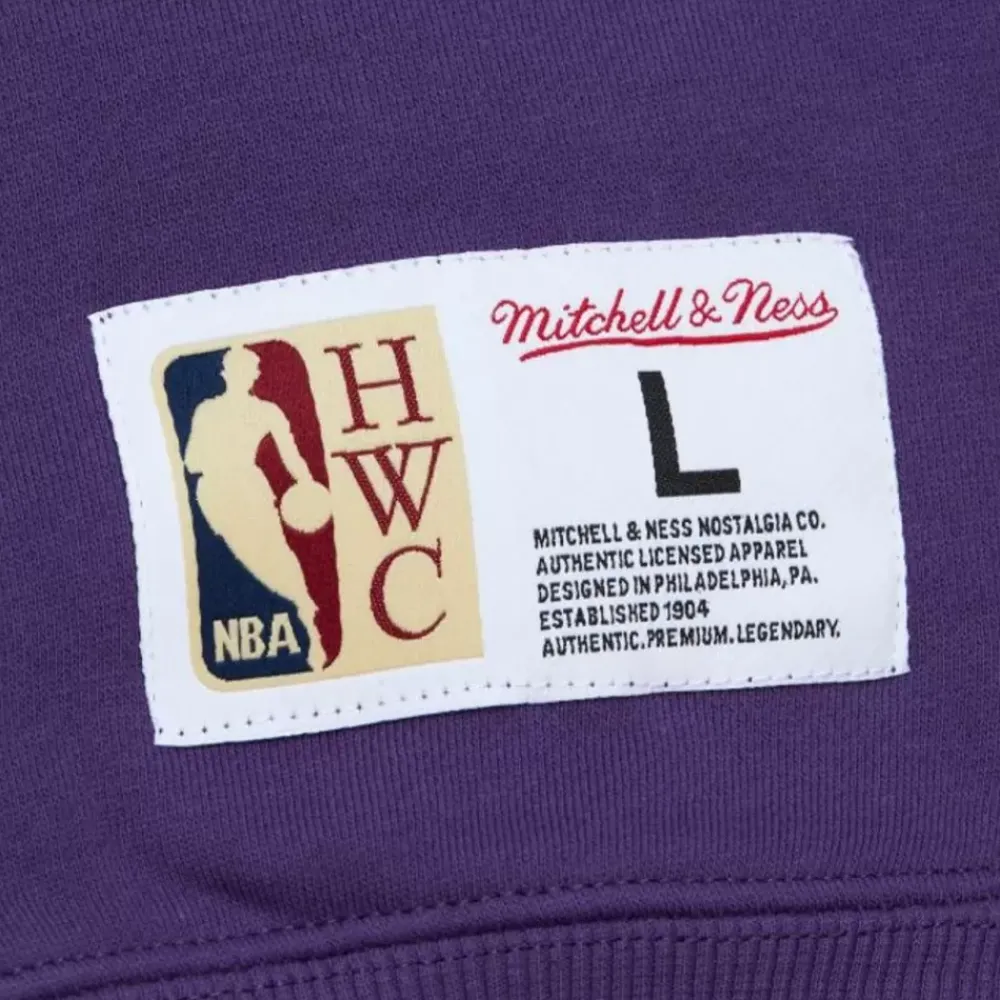 NBA
H
W
C
Mitchell & Ness
L
MITCHELL & NESS NOSTALGIA CO.
AUTHENTIC LICENSED APPAREL
DESIGNED IN PHILADELPHIA, PA.
ESTABLISHED 1904
AUTHENTIC.PREMIUM.LEGENDARY.